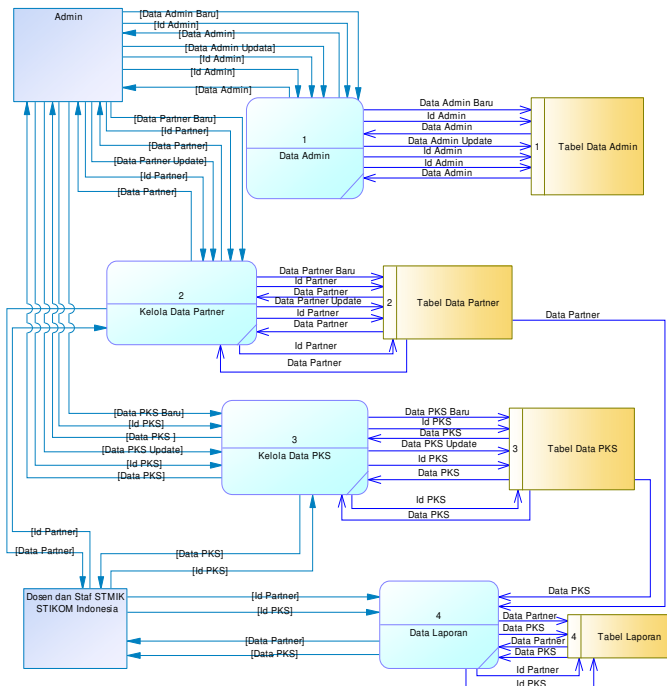 Admin
[Data Admin Baru]
[Id Admin]
[Data Admin]
[Data Admin Updata]
[Id Admin]
[Id Admin]
[Data Admin]
1
Data Admin
Data Admin Baru
Id Admin
Data Admin
Data Admin Update
Id Admin
Id Admin
Data Admin
1
Tabel Data Admin
[Data Partner Baru]
[Id Partner]
[Data Partner]
[Data Partner Update]
[Id Partner]
[Data Partner]
2
Kelola Data Partner
Data Partner Baru
Id Partner
Data Partner
Data Partner Update
Id Partner
Data Partner
Id Partner
Data Partner
2
Tabel Data Partner
Data Partner
[Data PKS Baru]
[Id PKS]
[Data PKS ]
[Data PKS Update]
[Id PKS]
[Data PKS]
3
Kelola Data PKS
Data PKS Baru
Id PKS
Data PKS
Data PKS Update
Id PKS
Data PKS
Id PKS
Data PKS
3
Tabel Data PKS
Data PKS
[Id Partner]
[Data Partner]
[Data PKS]
[Id PKS]
Dosen dan Staf STMIK
STIKOM Indonesia
[Id Partner]
[Id PKS]
[Data Partner]
[Data PKS]
4
Data Laporan
Data Partner
Data PKS
Data Partner
Data PKS
Id Partner
Id PKS
4
Tabel Laporan